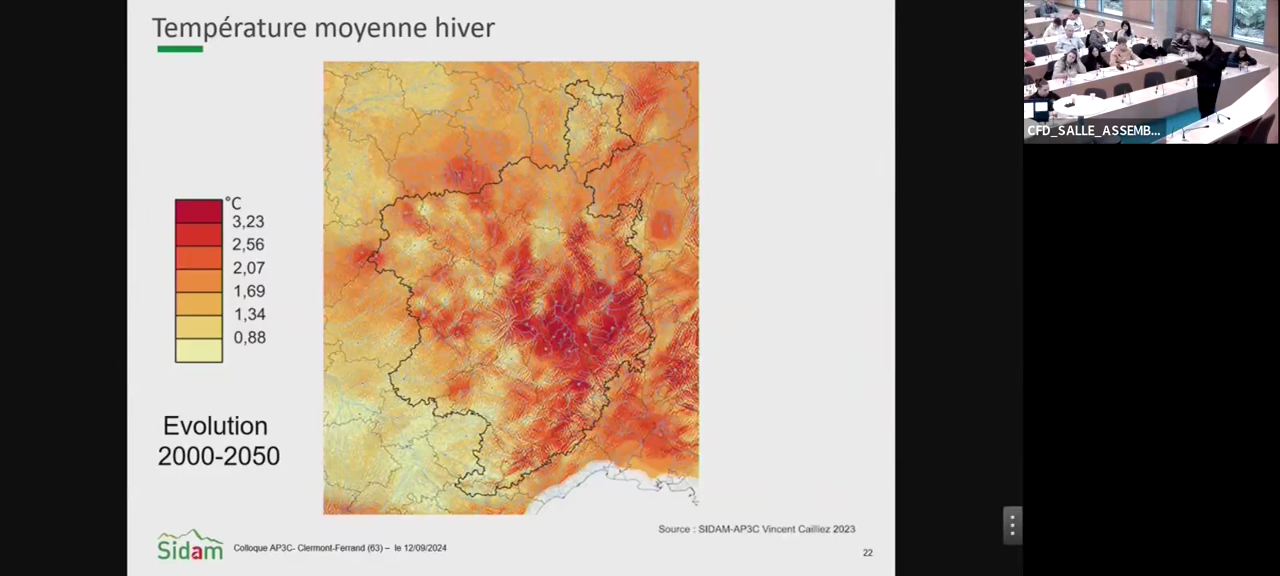 Température moyenne hiver
CFD_SALLE_ASSEMB...
°C
3,23
2,56
2,07
1,69
1,34
0,88
Evolution
2000-2050
Source : SIDAM-AP3C Vincent Cailliez 2023
Sidam
Colloque AP3C- Clermont-Ferrand (63) – le 12/09/2024
22